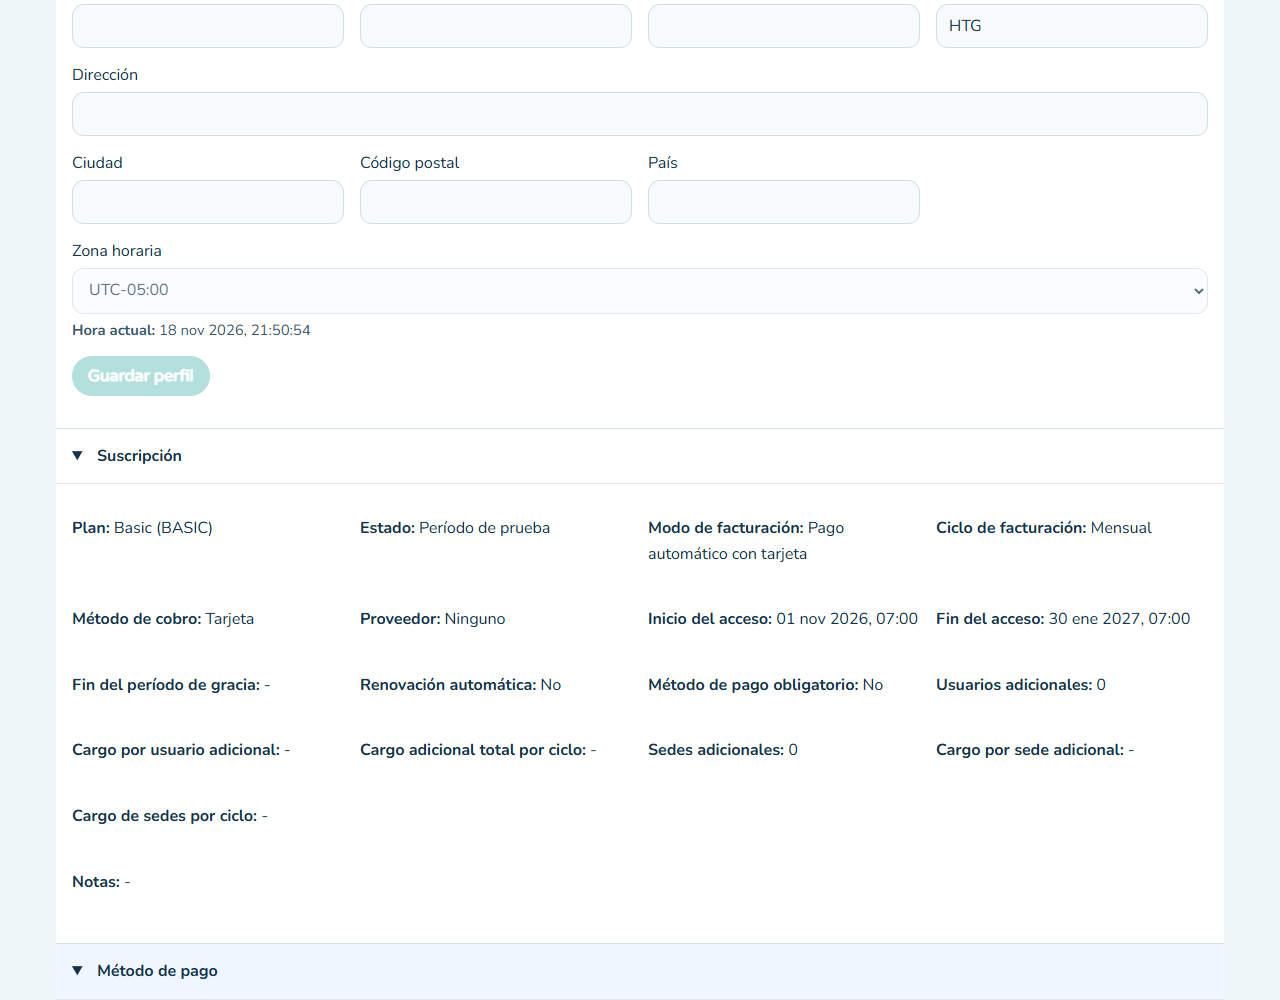 HTG
Dirección
Ciudad
Código postal
País
Zona horaria
UTC-05:00
Hora actual: 18 nov 2026, 21:50:54
Guardar perfil
Suscripción
Plan: Basic (BASIC)
Estado: Período de prueba
Modo de facturación: Pago
automático con tarjeta
Ciclo de facturación: Mensual
Método de cobro: Tarjeta
Proveedor: Ninguno
Inicio del acceso: 01 nov 2026, 07:00
Fin del acceso: 30 ene 2027, 07:00
Fin del período de gracia: -
Renovación automática: No
Método de pago obligatorio: No
Usuarios adicionales: 0
Cargo por usuario adicional: -
Cargo adicional total por ciclo: -
Sedes adicionales: 0
Cargo por sede adicional: -
Cargo de sedes por ciclo: -
Notas: -
Método de pago